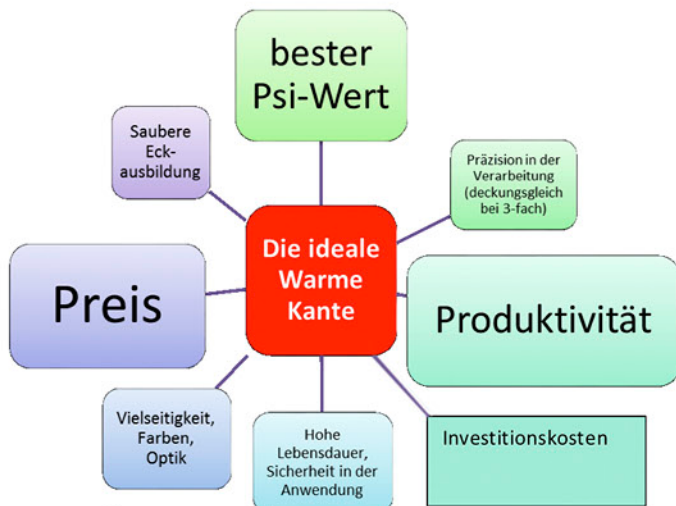 bester
Psi-Wert
Saubere
Eck-
ausbildung
Präzision in der
Verarbeitung
(deckungsgleich
bei 3-fach)
Die ideale
Warme
Kante
Preis
Produktivität
Vielseitigkeit,
Farben,
Optik
Hohe
Lebensdauer,
Sicherheit in der
Anwendung
Investitionskosten